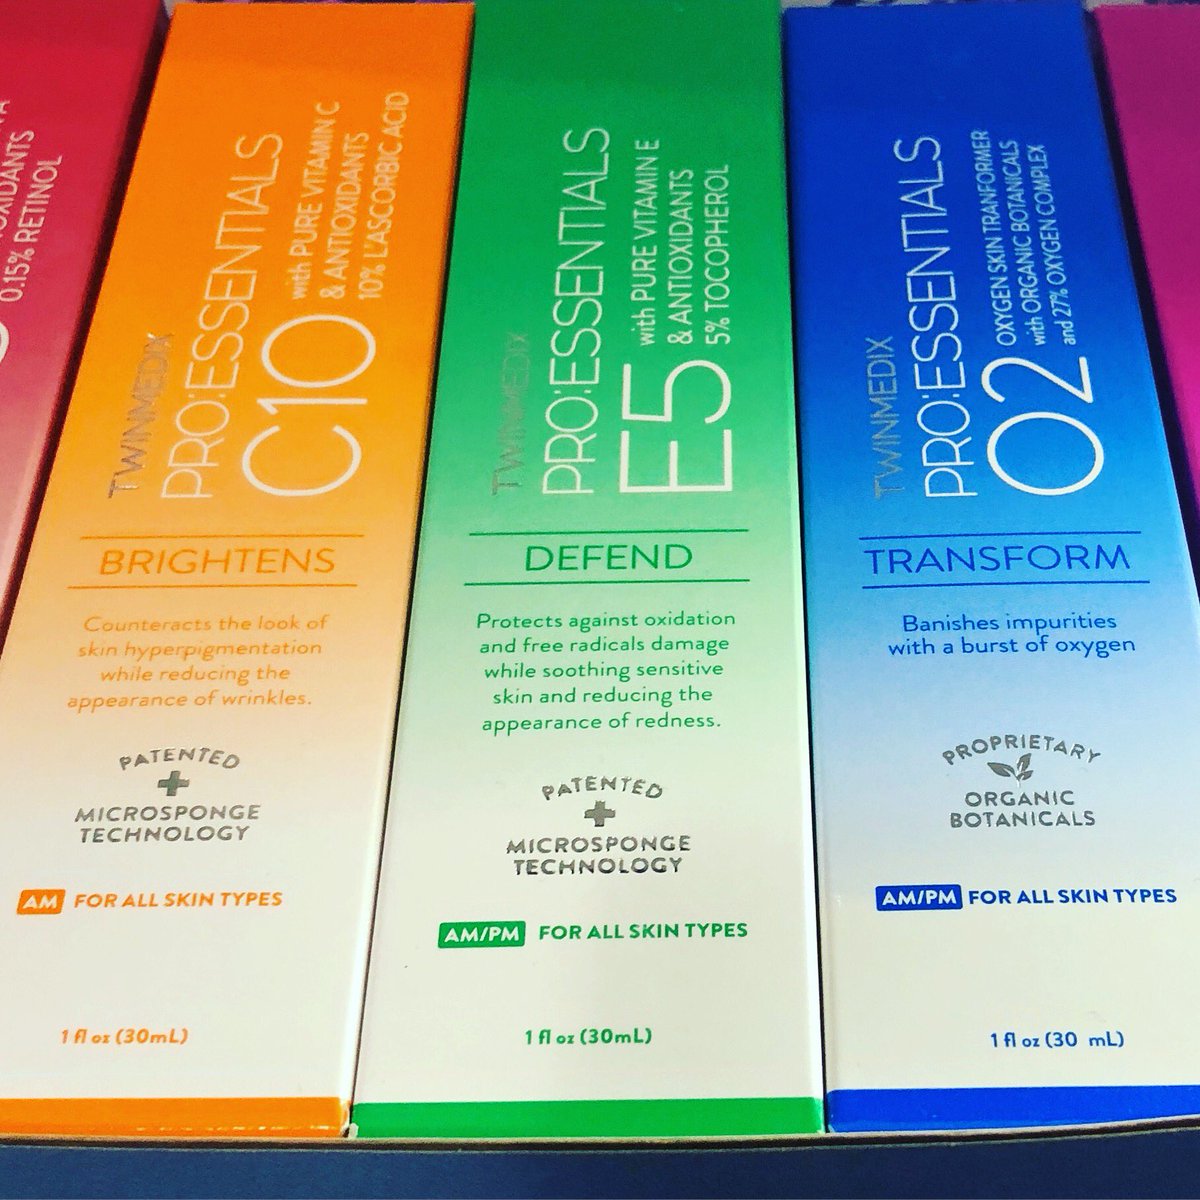 OXIDANTS
0.15% RETINOL
TWINMEDIX
PRO:ESSENTIALS
C10
with PURE VITAMIN C
& ANTIOXIDANTS
10% LASCORBIC ACID
BRIGHTENS
Counteracts the look of
skin hyperpigmentation
while reducing the
appearance of wrinkles.
PATENTED
MICROSPONGE
TECHNOLOGY
AM FOR ALL SKIN TYPES
1 fl oz (30mL)
TWINMEDIX
PRO:ESSENTIALS
E5
with PURE VITAMIN E
& ANTIOXIDANTS
5% TOCOPHEROL
DEFEND
Protects against oxidation
and free radicals damage
while soothing sensitive
skin and reducing the
appearance of redness.
PATENTED
MICROSPONGE
TECHNOLOGY
AM/PM FOR ALL SKIN TYPES
1 fl oz (30mL)
TWINMEDIX
PRO:ESSENTIALS
O2
OXYGEN SKIN TRANFORMER
with ORGANIC BOTANICALS
and 27% OXYGEN COMPLEX
TRANSFORM
Banishes impurities
with a burst of oxygen
PROPRIETARY
ORGANIC
BOTANICALS
AM/PM FOR ALL SKIN TYPES
1 fl oz (30 mL)